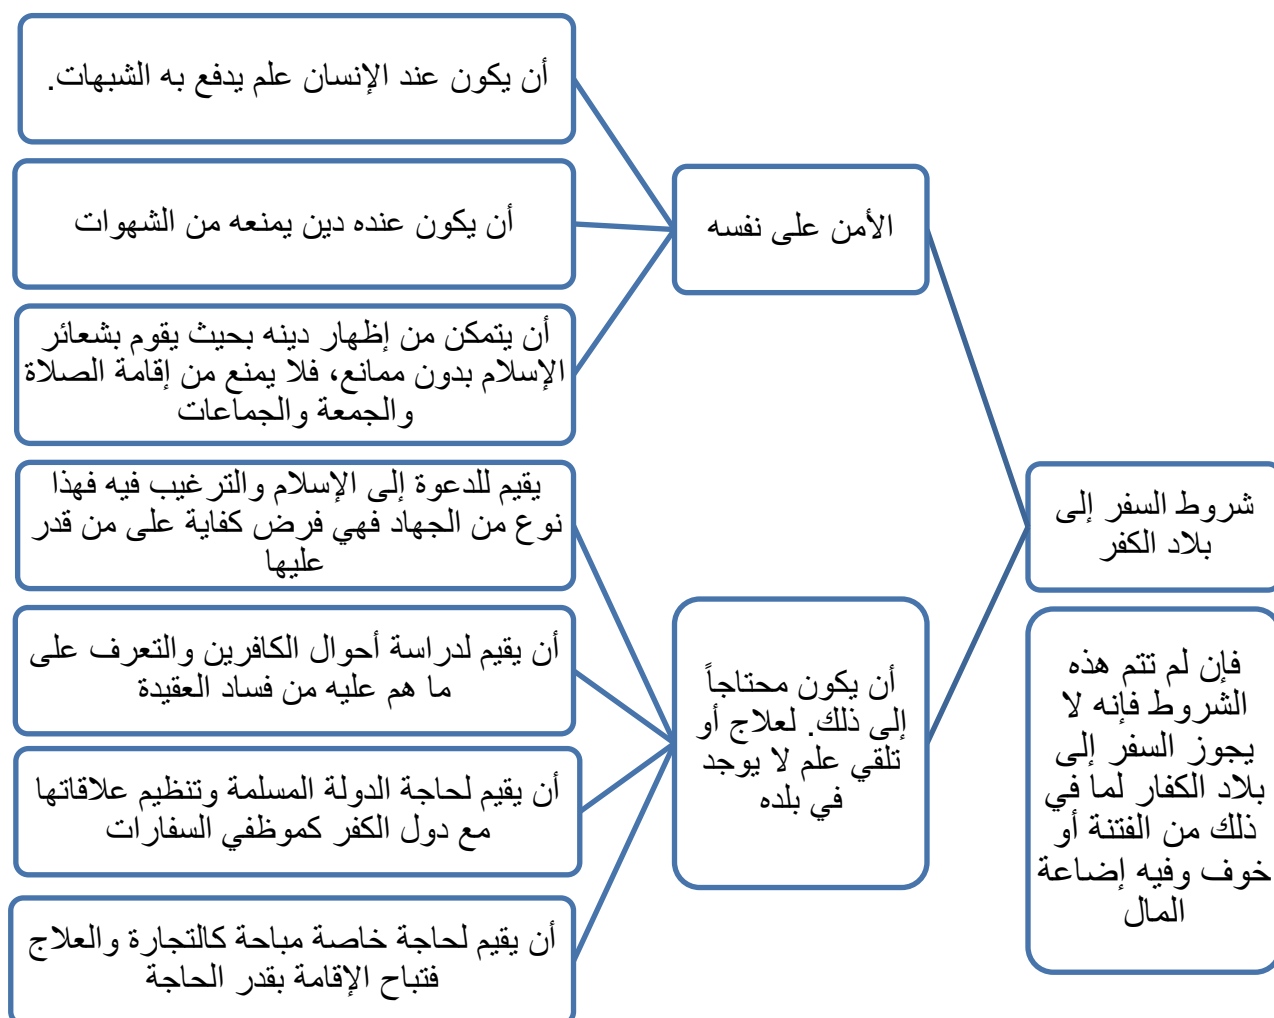 شروط السفر إلى
بلاد الكفر
فإن لم تتم هذه
الشروط فإنه لا
يجوز السفر إلى
بلاد الكفار لما في
ذلك من الفتنة أو
خوف وفيه إضاعة
المال
الأمن على نفسه
أن يكون عند الإنسان علم يدفع به الشبهات.
أن يكون عنده دين يمنعه من الشهوات
أن يتمكن من إظهار دينه بحيث يقوم بشعائر
الإسلام بدون ممانع، فلا يمنع من إقامة الصلاة
والجمعة والجماعات
أن يكون محتاجاً
إلى ذلك. لعلاج أو
تلقي علم لا يوجد
في بلده
يقيم للدعوة إلى الإسلام والترغيب فيه فهذا
نوع من الجهاد فهي فرض كفاية على من قدر
عليها
أن يقيم لدراسة أحوال الكافرين والتعرف على
ما هم عليه من فساد العقيدة
أن يقيم لحاجة الدولة المسلمة وتنظيم علاقاتها
مع دول الكفر كموظفي السفارات
أن يقيم لحاجة خاصة مباحة كالتجارة والعلاج
فتباح الإقامة بقدر الحاجة